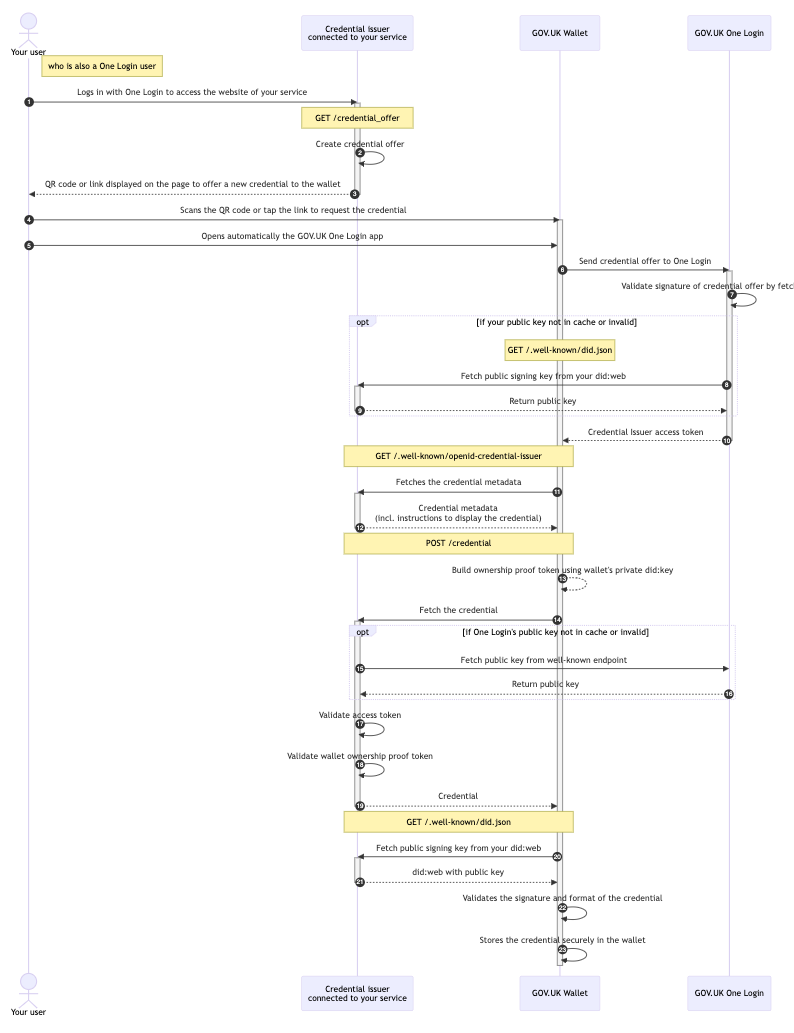 Credential issuer
connected to your service
GOV.UK Wallet
GOV.UK One Login
Your user
who is also a One Login user
Logs in with One Login to access the website of your service
1
GET /credential_offer
Create credential offer
2
QR code or link displayed on the page to offer a new credential to the wallet
3
Scans the QR code or tap the link to request the credential
4
Opens automatically the GOV.UK One Login app
5
Send credential offer to One Login
6
Validate signature of credential offer by
7
opt
[if your public key not in cache or invalid]
GET /.well-known/did.json
Fetch public signing key from your did:web
8
Return public key
9
Credential Issuer access token
10
GET /.well-known/openid-credential-issuer
Fetches the credential metadata
11
Credential metadata
(incl. instructions to display the credential)
12
POST /credential
Build ownership proof token using wallet's private did:key
13
Fetch the credential
14
opt
[if One Login's public key not in cache or invalid]
Fetch public key from well-known endpoint
15
Return public key
16
Validate access token
17
Validate wallet ownership proof token
18
Credential
19
GET /.well-known/did.json
Fetch public signing key from your did:web
20
did:web with public key
21
Validates the signature and format of the credential
22
Stores the credential securely in the wallet
23
Your user
Credential issuer
connected to your service
GOV.UK Wallet
GOV.UK One Login